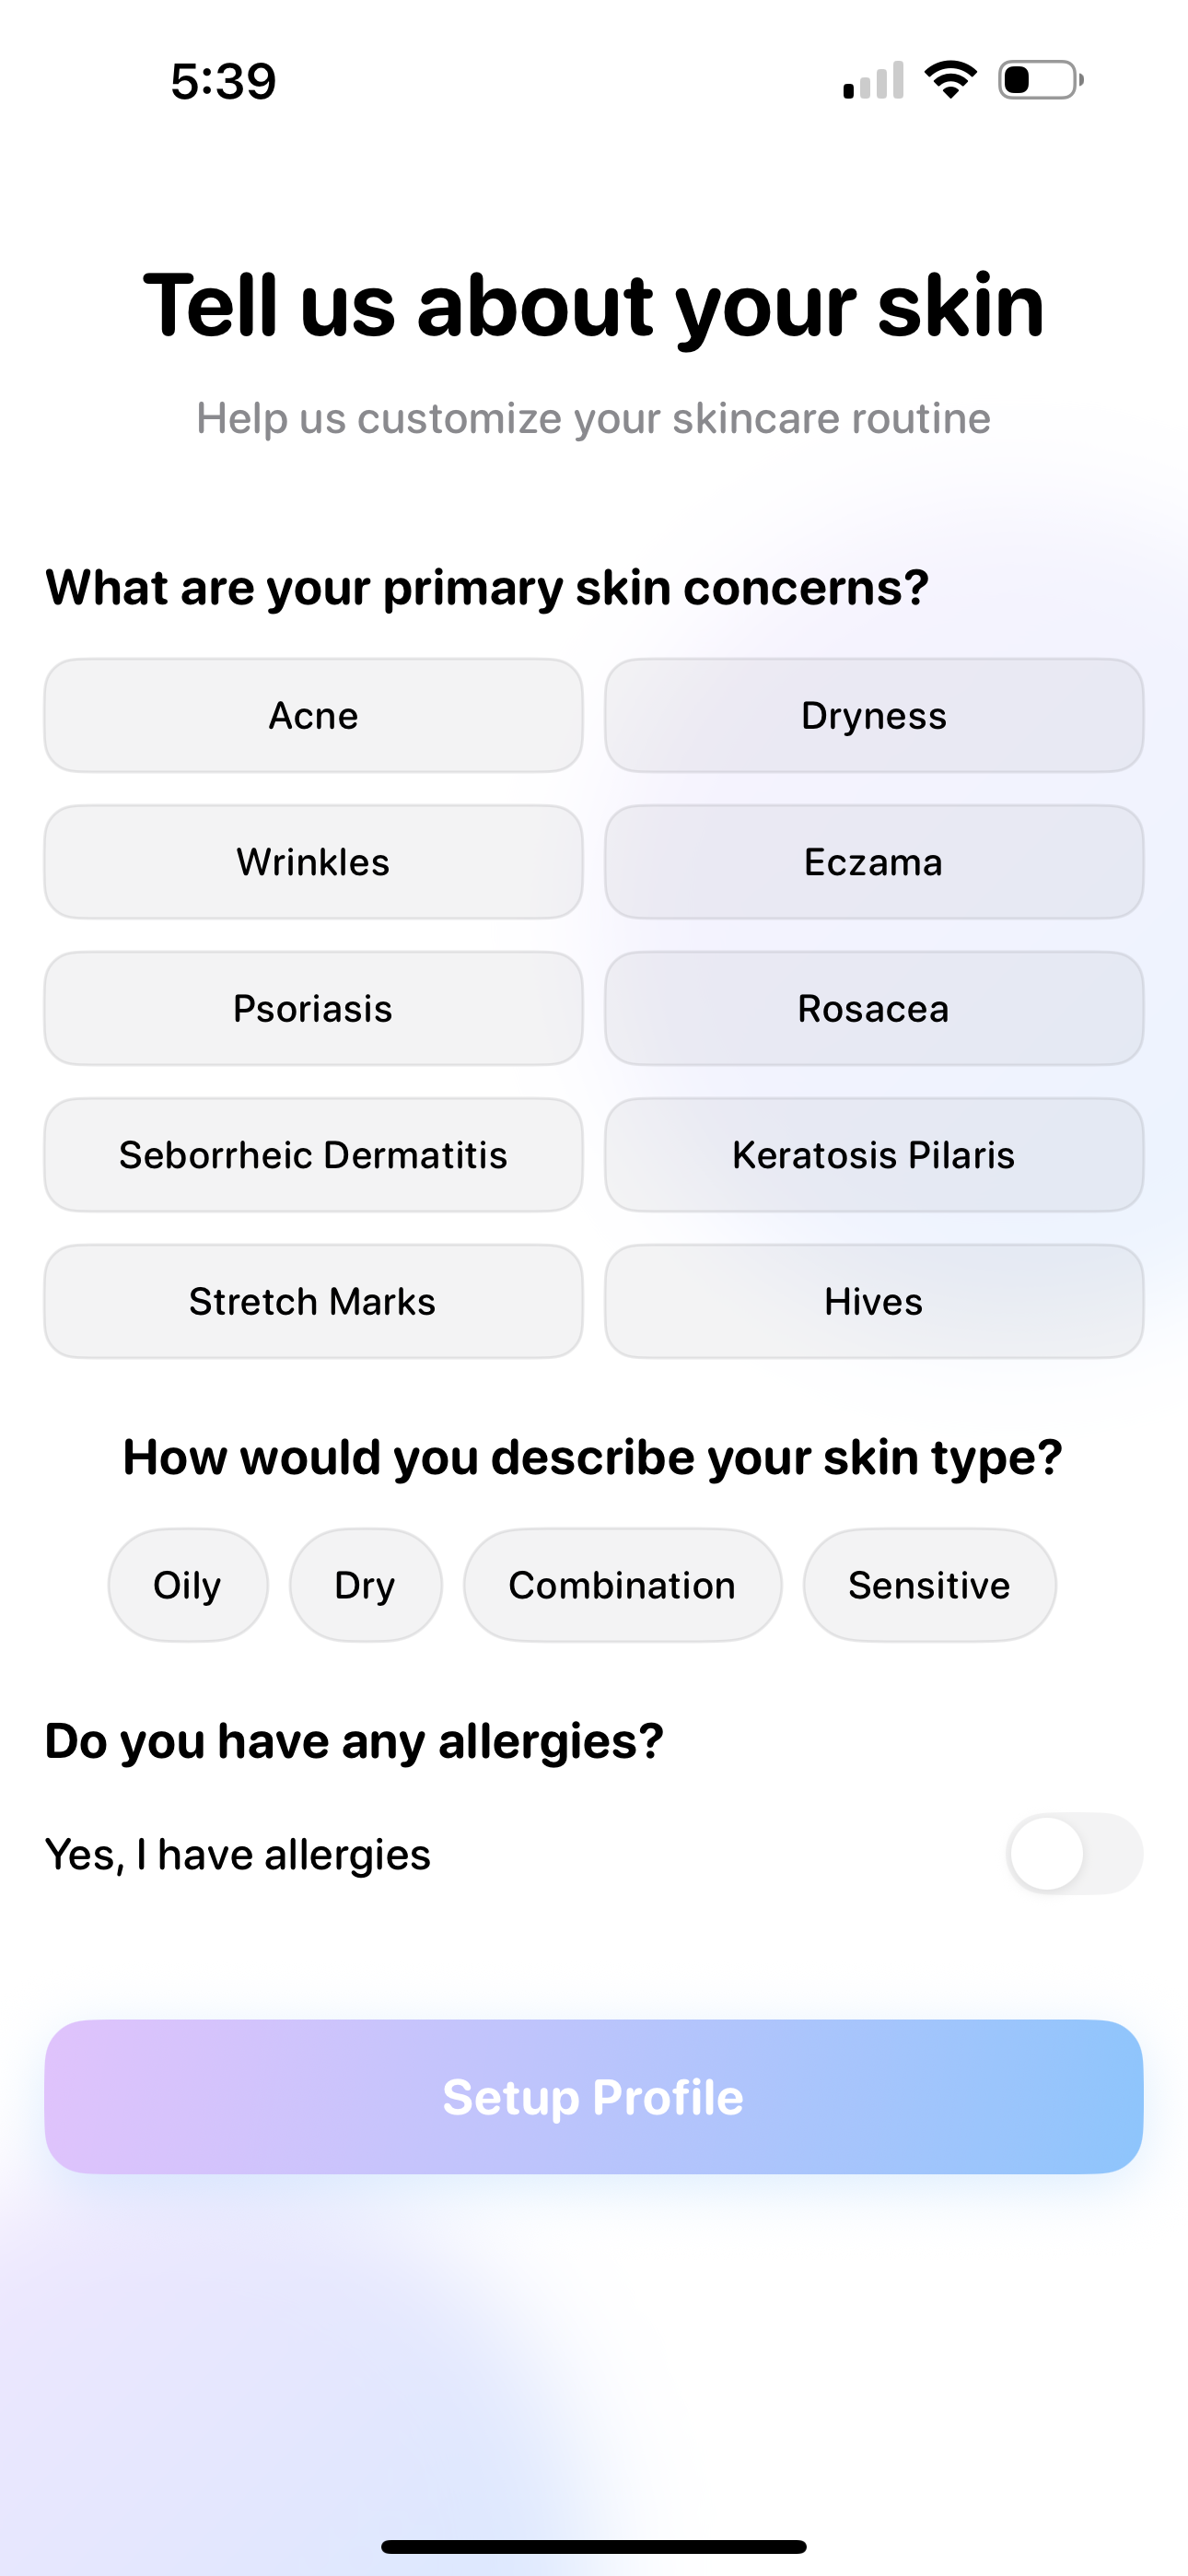 5:39
Tell us about your skin
Help us customize your skincare routine
What are your primary skin concerns?
Acne
Dryness
Wrinkles
Eczama
Psoriasis
Rosacea
Seborrheic Dermatitis
Keratosis Pilaris
Stretch Marks
Hives
How would you describe your skin type?
Oily
Dry
Combination
Sensitive
Do you have any allergies?
Yes, I have allergies
Setup Profile